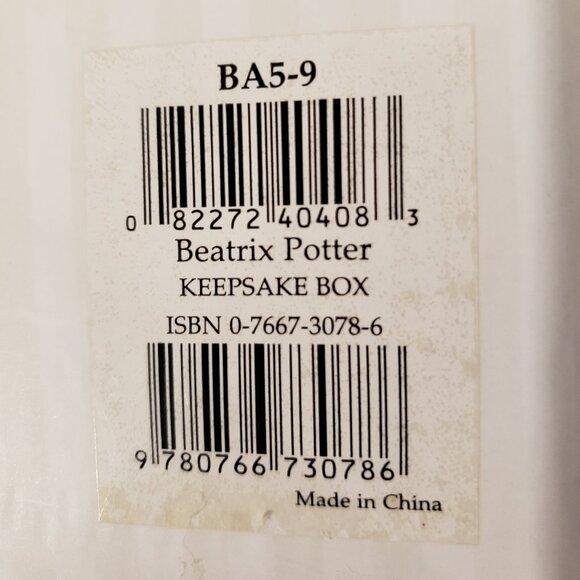 BA5-9
0 82272 40408 3
Beatrix Potter
KEEPSAKE BOX
ISBN 0-7667-3078-6
9 780766 730786
Made in China